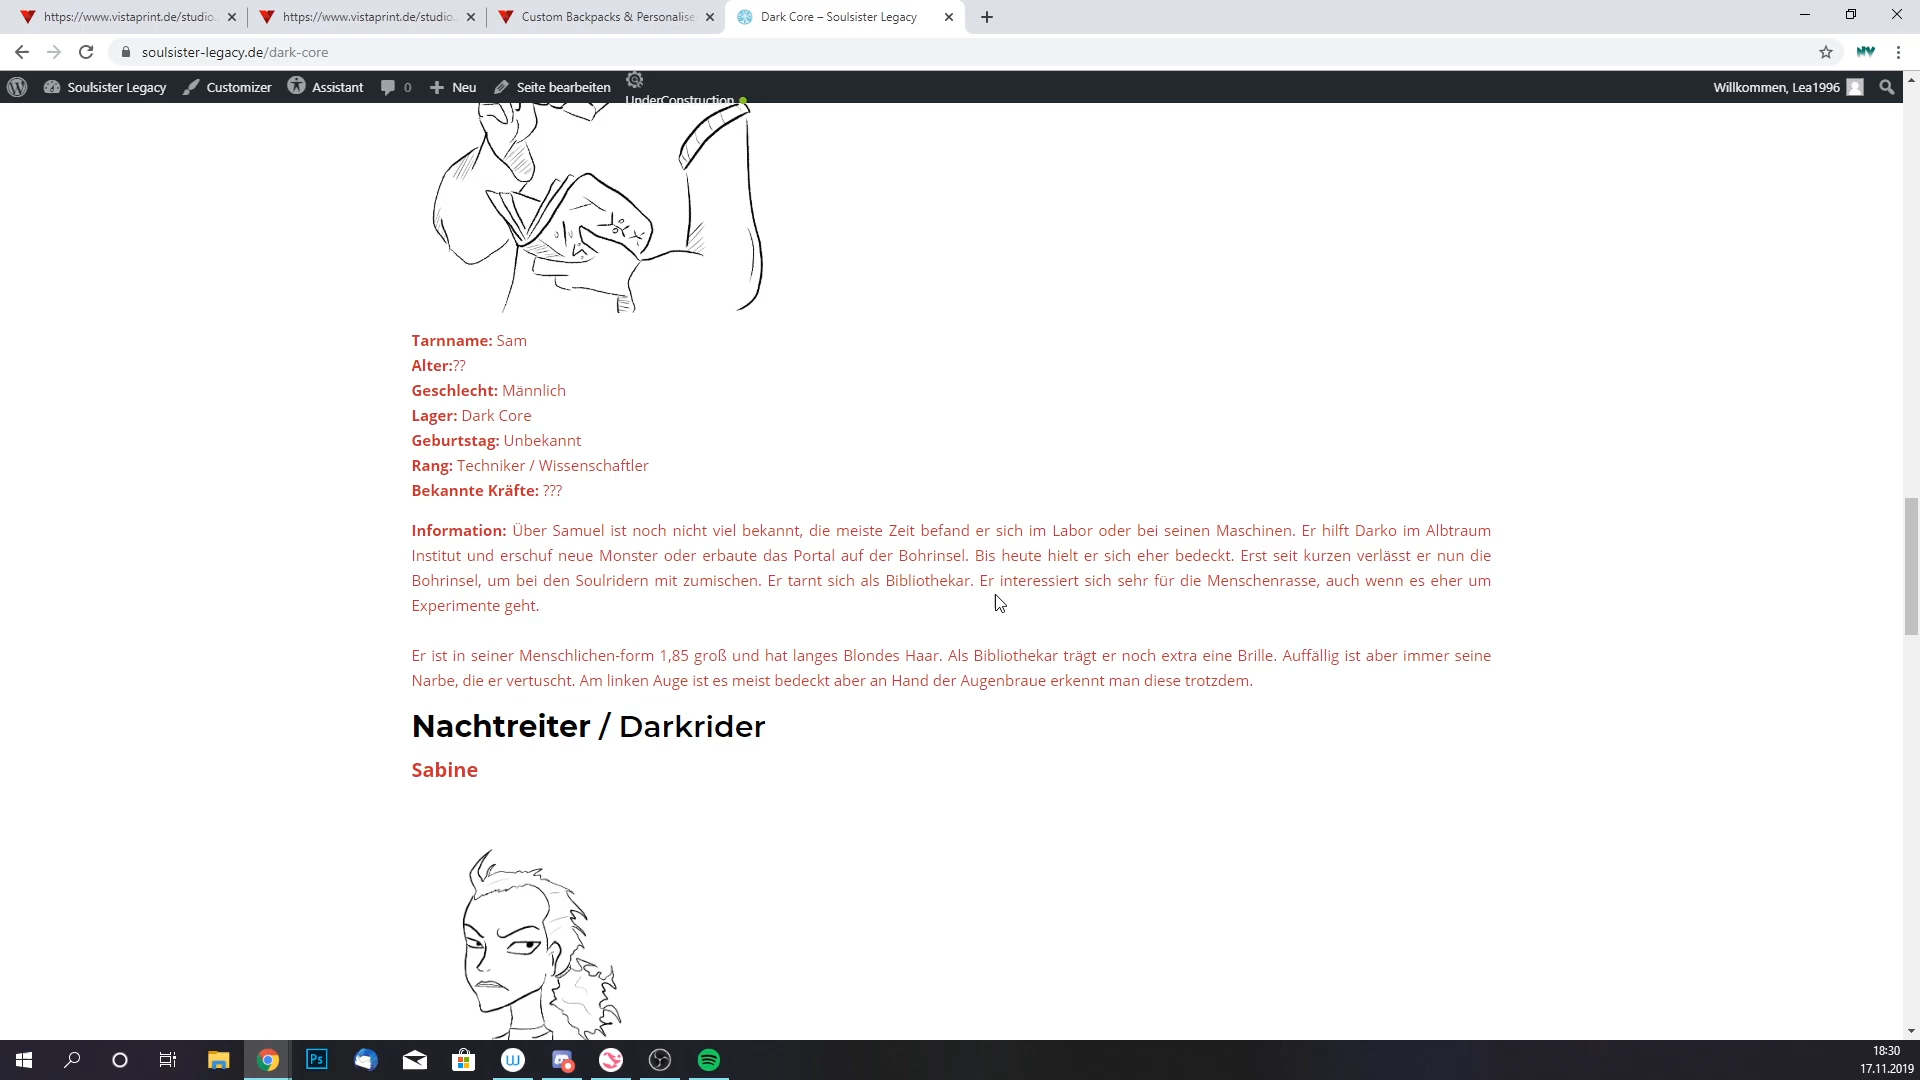 https://www.vistaprint.de/studio.
https://www.vistaprint.de/studio.
Custom Backpacks & Personalise
Dark Core – Soulsister Legacy
soulsister-legacy.de/dark-core
Soulsister Legacy
Customizer
Assistant
0
Neu
Seite bearbeiten
UnderConstruction
Willkommen, Lea1996
Tarnname: Sam
Alter:??
Geschlecht: Männlich
Lager: Dark Core
Geburtstag: Unbekannt
Rang: Techniker / Wissenschaftler
Bekannte Kräfte: ???
Information: Über Samuel ist noch nicht viel bekannt, die meiste Zeit befand er sich im Labor oder bei seinen Maschinen. Er hilft Darko im Albtraum
Institut und erschuf neue Monster oder erbaute das Portal auf der Bohrinsel. Bis heute hielt er sich eher bedeckt. Erst seit kurzen verlässt er nun die
Bohrinsel, um bei den Soulridern mit zumischen. Er tarnt sich als Bibliothekar. Er interessiert sich sehr für die Menschenrasse, auch wenn es eher um
Experimente geht.
Er ist in seiner Menschlichen-form 1,85 groß und hat langes Blondes Haar. Als Bibliothekar trägt er noch extra eine Brille. Auffällig ist aber immer seine
Narbe, die er vertuscht. Am linken Auge ist es meist bedeckt aber an Hand der Augenbraue erkennt man diese trotzdem.
Nachtreiter / Darkrider
Sabine
Ps
18:30
17.11.2019